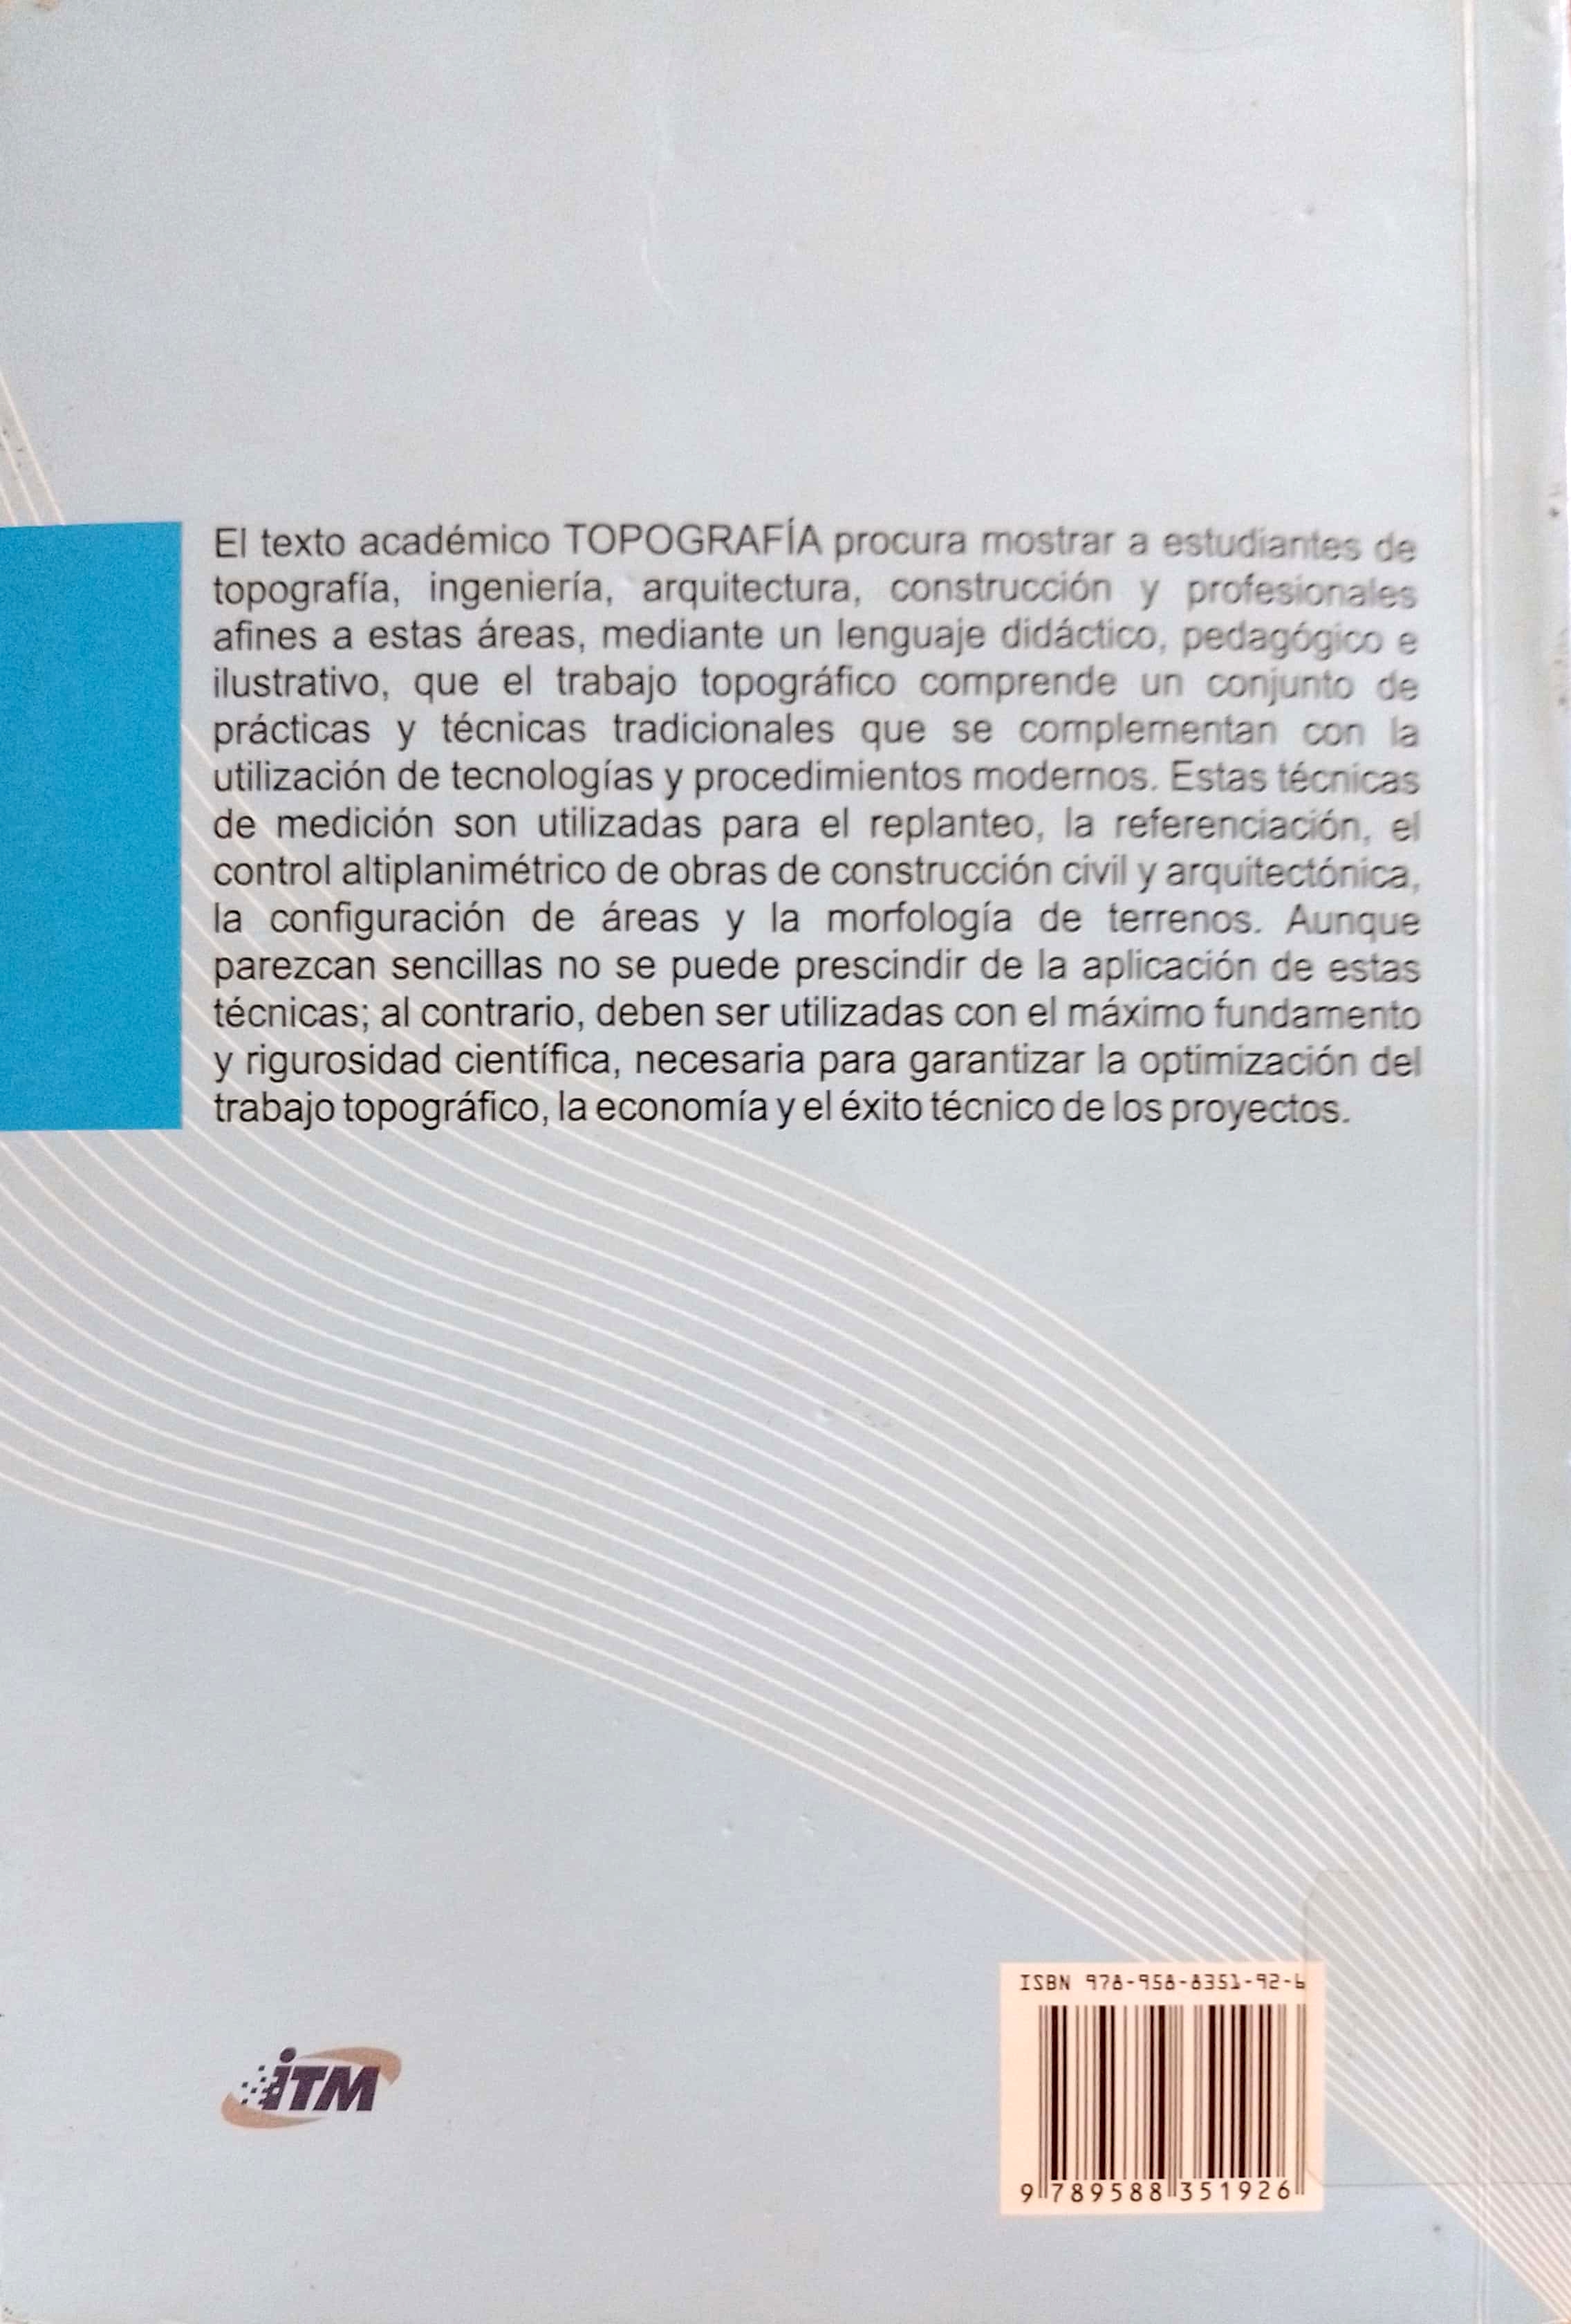 El texto académico TOPOGRAFÍA procura mostrar a estudiantes de
topografía, ingeniería, arquitectura, construcción y profesionales
afines a estas áreas, mediante un lenguaje didáctico, pedagógico e
ilustrativo, que el trabajo topográfico comprende un conjunto de
prácticas y técnicas tradicionales que se complementan con la
utilización de tecnologías y procedimientos modernos. Estas técnicas
de medición son utilizadas para el replanteo, la referenciación, el
control altiplanimétrico de obras de construcción civil y arquitectónica,
la configuración de áreas y la morfología de terrenos. Aunque
parezcan sencillas no se puede prescindir de la aplicación de estas
técnicas; al contrario, deben ser utilizadas con el máximo fundamento
y rigurosidad científica, necesaria para garantizar la optimización del
trabajo topográfico, la economía y el éxito técnico de los proyectos.
iTM
ISBN 978-958-8351-92-6
9 789588 351926